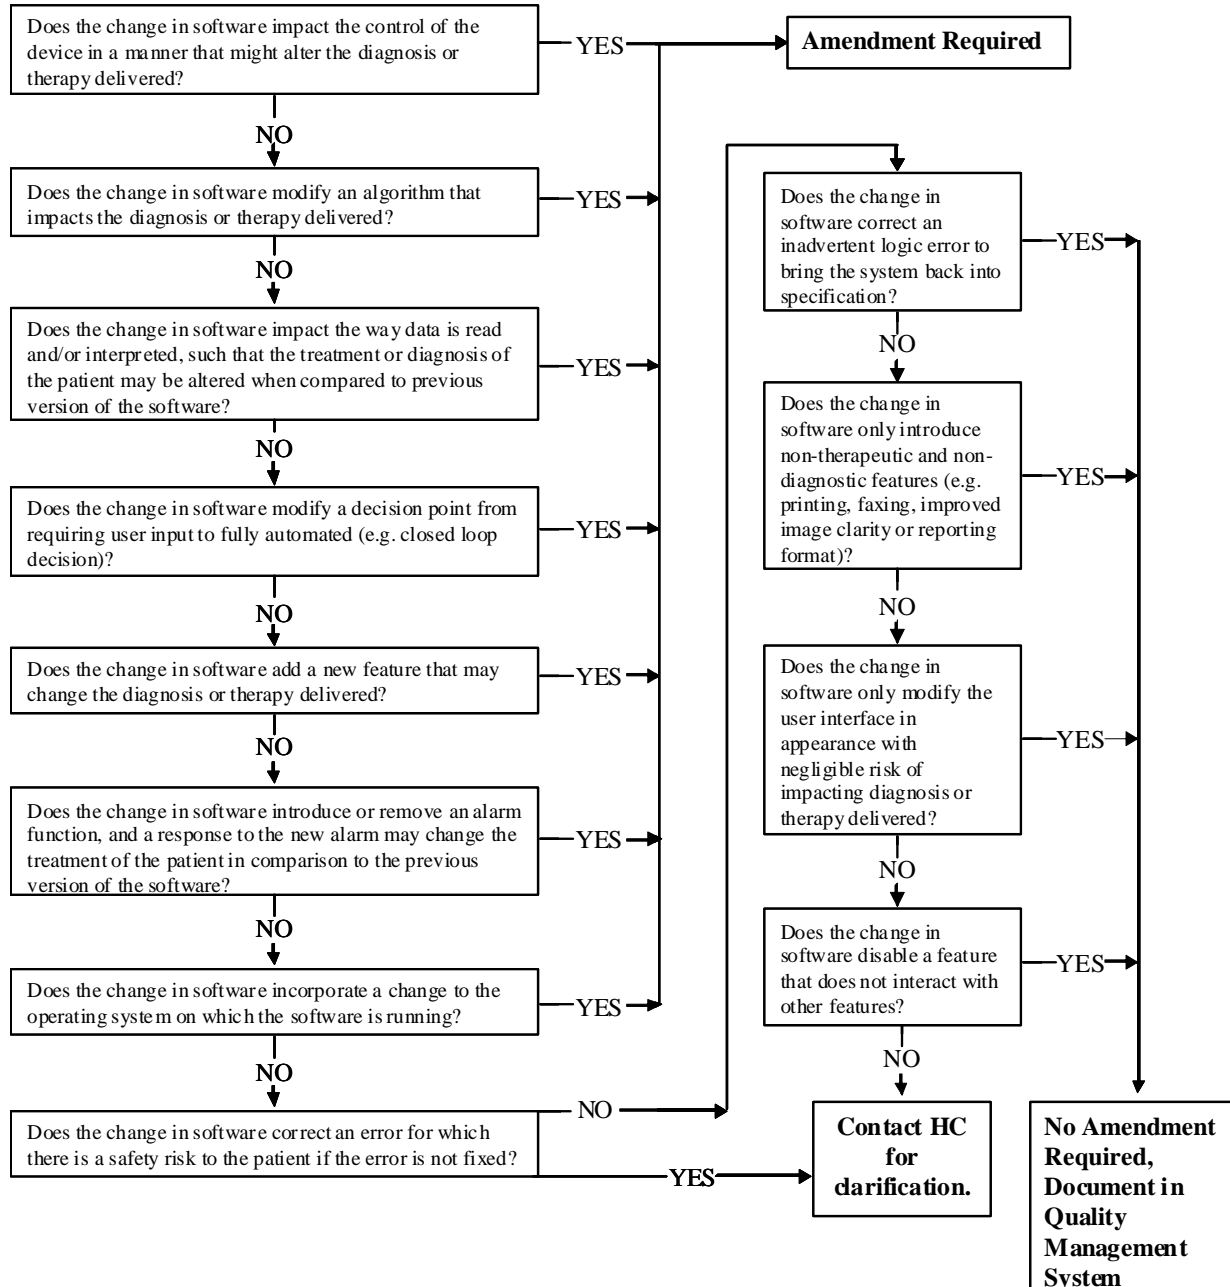 Does the change in software impact the control of the
device in a manner that might alter the diagnosis or
therapy delivered?
YES
Amendment Required
NO
Does the change in software modify an algorithm that
impacts the diagnosis or therapy delivered?
YES
NO
Does the change in software impact the way data is read
and/or interpreted, such that the treatment or diagnosis of
the patient may be altered when compared to previous
version of the software?
YES
NO
Does the change in software modify a decision point from
requiring user input to fully automated (e.g. closed loop
decision)?
YES
NO
Does the change in software add a new feature that may
change the diagnosis or therapy delivered?
YES
NO
Does the change in software introduce or remove an alarm
function, and a response to the new alarm may change the
treatment of the patient in comparison to the previous
version of the software?
YES
NO
Does the change in software incorporate a change to the
operating system on which the software is running?
YES
NO
Does the change in software correct an error for which
there is a safety risk to the patient if the error is not fixed?
NO
YES
Does the change in
software correct an
inadvertent logic error to
bring the system back into
specification?
YES
NO
Does the change in
software only introduce
non-therapeutic and non-
diagnostic features (e.g.
printing, faxing, improved
image clarity or reporting
format)?
YES
NO
Does the change in
software only modify the
user interface in
appearance with
negligible risk of
impacting diagnosis or
therapy delivered?
YES
NO
Does the change in
software disable a feature
that does not interact with
other features?
YES
NO
Contact HC
for
clarification.
No Amendment
Required,
Document in
Quality
Management
System